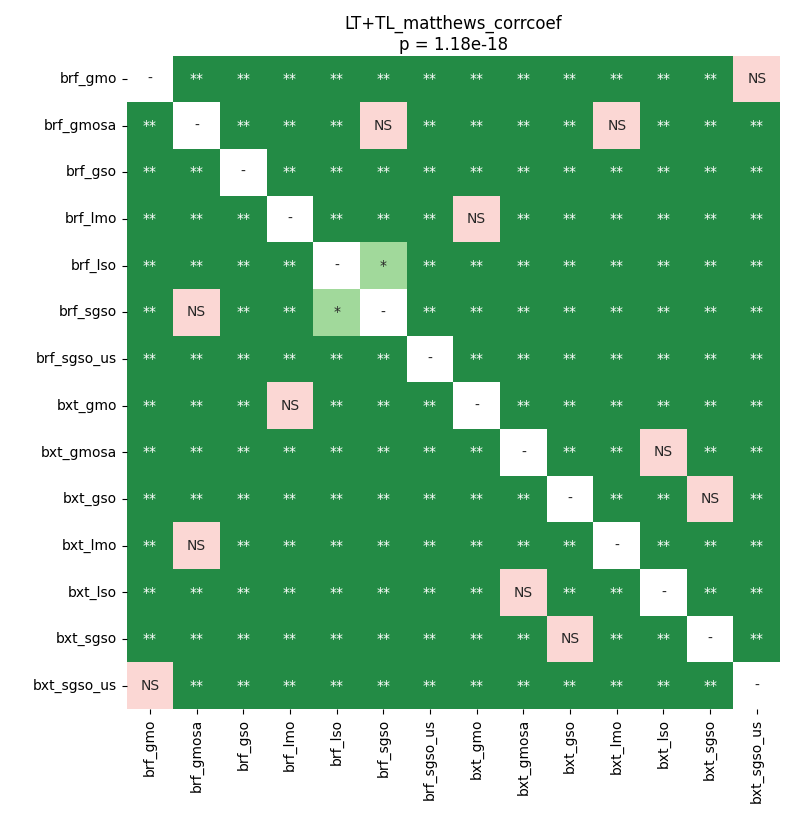 LT+TL_matthews_corrcoef
p = 1.18e-18
brf_gmo - ** ** ** ** ** ** ** ** ** ** ** ** NS
brf_gmosa ** - ** ** ** NS ** ** ** ** NS ** ** **
brf_gso ** ** - ** ** ** ** ** ** ** ** ** ** **
brf_lmo ** ** ** - ** ** ** NS ** ** ** ** ** **
brf_lso ** ** ** ** - * ** ** ** ** ** ** ** **
brf_sgso ** NS ** ** * - ** ** ** ** ** ** ** **
brf_sgso_us ** ** ** ** ** ** - ** ** ** ** ** ** **
bxt_gmo ** ** ** NS ** ** ** - ** ** ** ** ** **
bxt_gmosa ** ** ** ** ** ** ** ** - ** ** NS ** **
bxt_gso ** ** ** ** ** ** ** ** ** - ** ** NS **
bxt_lmo ** NS ** ** ** ** ** ** ** ** - ** ** **
bxt_lso ** ** ** ** ** ** ** ** NS ** ** - ** **
bxt_sgso ** ** ** ** ** ** ** ** ** NS ** ** - **
bxt_sgso_us NS ** ** ** ** ** ** ** ** ** ** ** ** -
brf_gmo
brf_gmosa
brf_gso
brf_lmo
brf_lso
brf_sgso
brf_sgso_us
bxt_gmo
bxt_gmosa
bxt_gso
bxt_lmo
bxt_lso
bxt_sgso
bxt_sgso_us